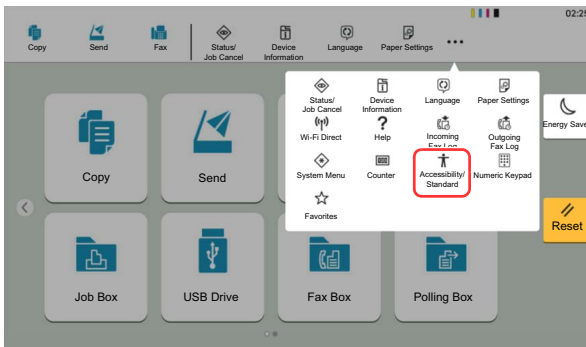 02:25
Copy
Send
Fax
Status/
Job Cancel
Device
Information
Language
Paper Settings
Status/
Job Cancel
Device
Information
Language
Paper Settings
Wi-Fi Direct
Help
Incoming
Fax Log
Outgoing
Fax Log
System Menu
Counter
Accessibility/
Standard
Numeric Keypad
Favorites
Energy Save
Copy
Send
Reset
Job Box
USB Drive
Fax Box
Polling Box